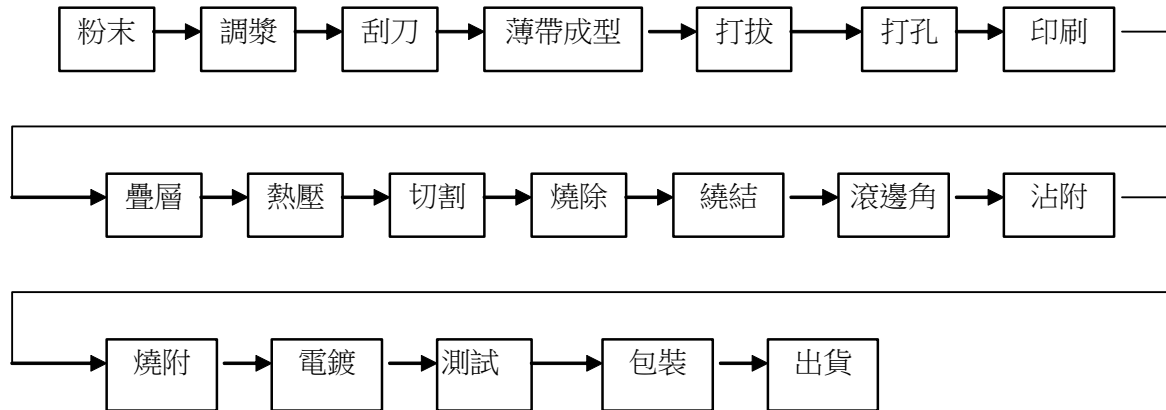 粉末 調漿 刮刀 薄帶成型 打拔 打孔 印刷
疊層 熱壓 切割 燒除 繞結 滾邊角 沾附
燒附 電鍍 測試 包裝 出貨